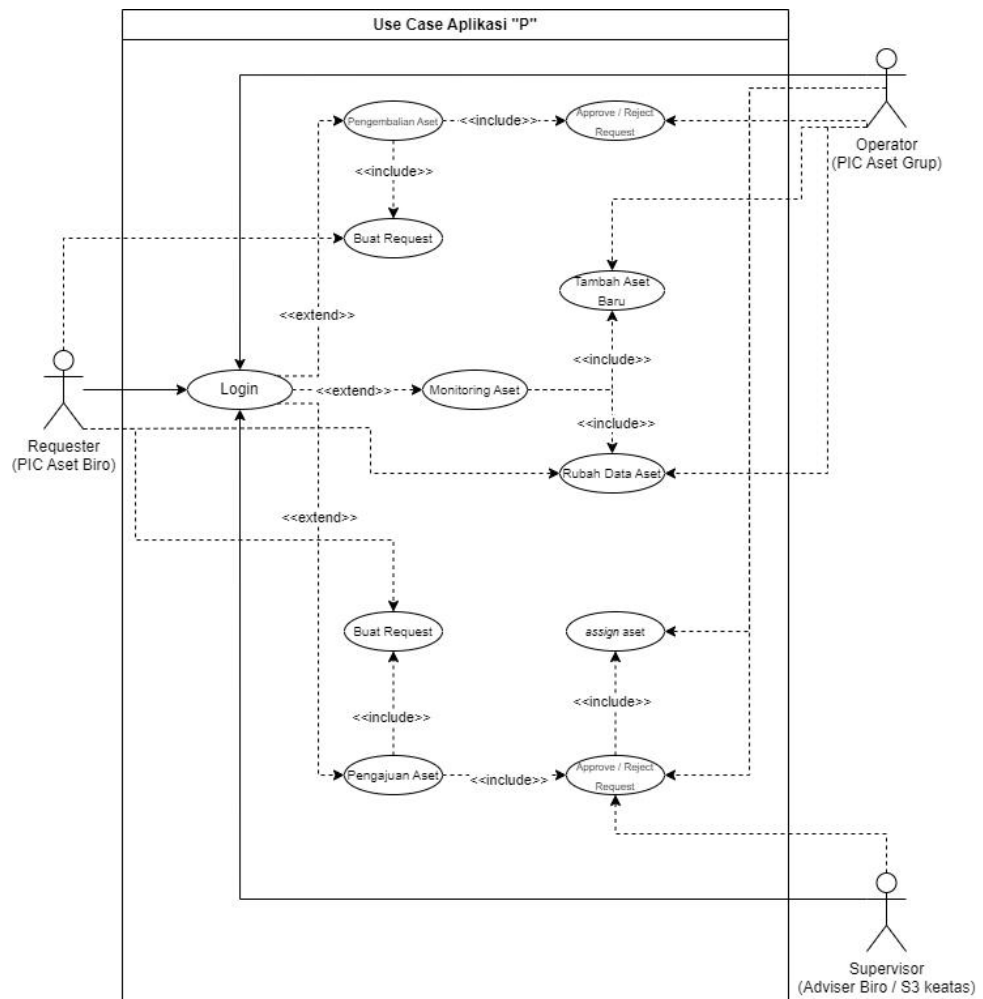 Use Case Aplikasi "P"
Pengembalian Aset
<<include>>
Approve / Reject
Request
Operator
(PIC Aset Grup)
<<include>>
Buat Request
Tambah Aset
Baru
<<extend>>
<<include>>
Login
<<extend>>
Monitoring Aset
<<include>>
Requester
(PIC Aset Biro)
Rubah Data Aset
<<extend>>
Buat Request
assign aset
<<include>>
<<include>>
Pengajuan Aset
<<include>>
Approve / Reject
Request
Supervisor
(Adviser Biro / S3 keatas)